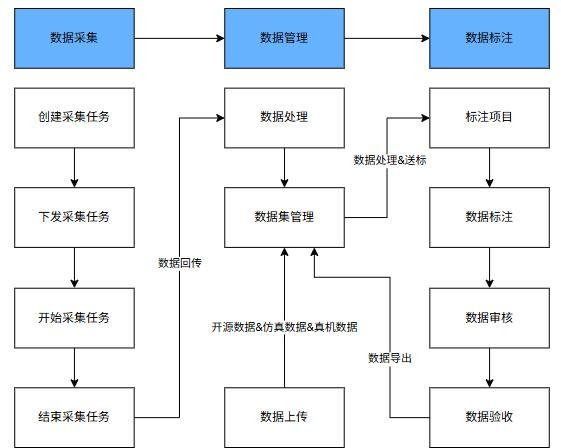 数据采集
数据管理
数据标注
创建采集任务
数据处理
标注项目
数据处理&送标
下发采集任务
数据集管理
数据标注
数据回传
开始采集任务
开源数据&仿真数据&真机数据
数据审核
数据导出
结束采集任务
数据上传
数据验收